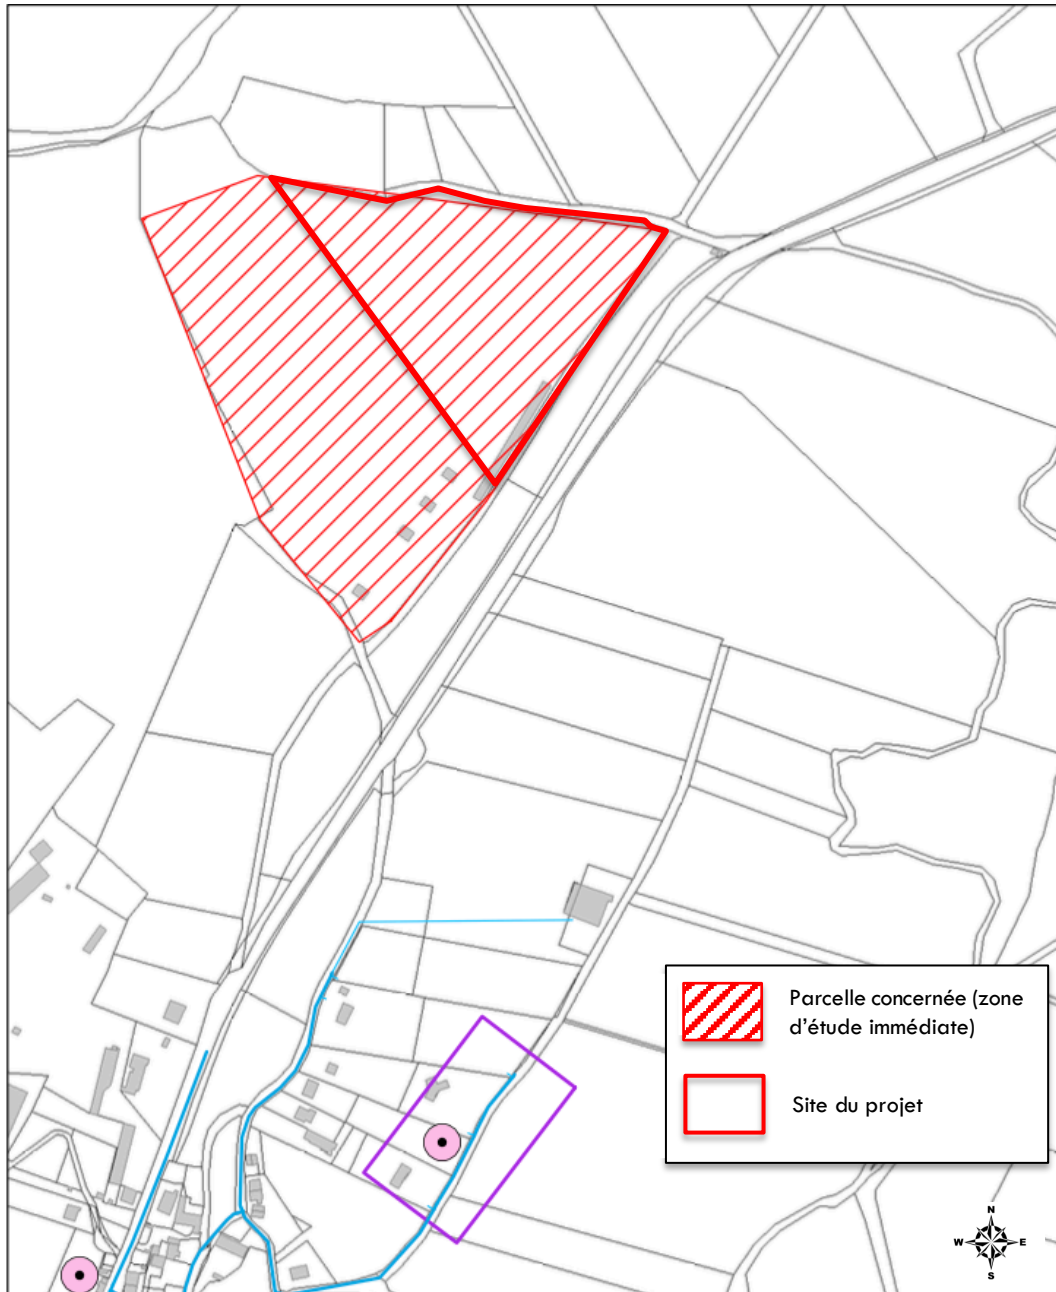 Parcelle concernée (zone
d'étude immédiate)
Site du projet
N
W E
S